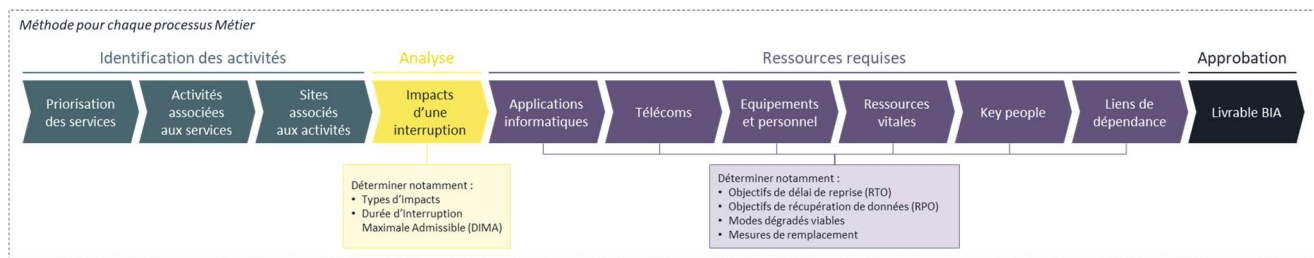 Méthode pour chaque processus Métier
Identification des activités
Analyse
Ressources requises
Approbation
Priorisation
des services
Activités
associées
aux services
Sites
associés
aux activités
Impacts
d'une
interruption
Applications
informatiques
Télécoms
Equipements
et personnel
Ressources
vitales
Key people
Liens de
dépendance
Livrable BIA
Déterminer notamment :
• Types d'impacts
• Durée d'Interruption
Maximale Admissible (DIMA)
Déterminer notamment :
• Objectifs de délai de reprise (RTO)
• Objectifs de récupération de données (RPO)
• Modes dégradés viables
• Mesures de remplacement